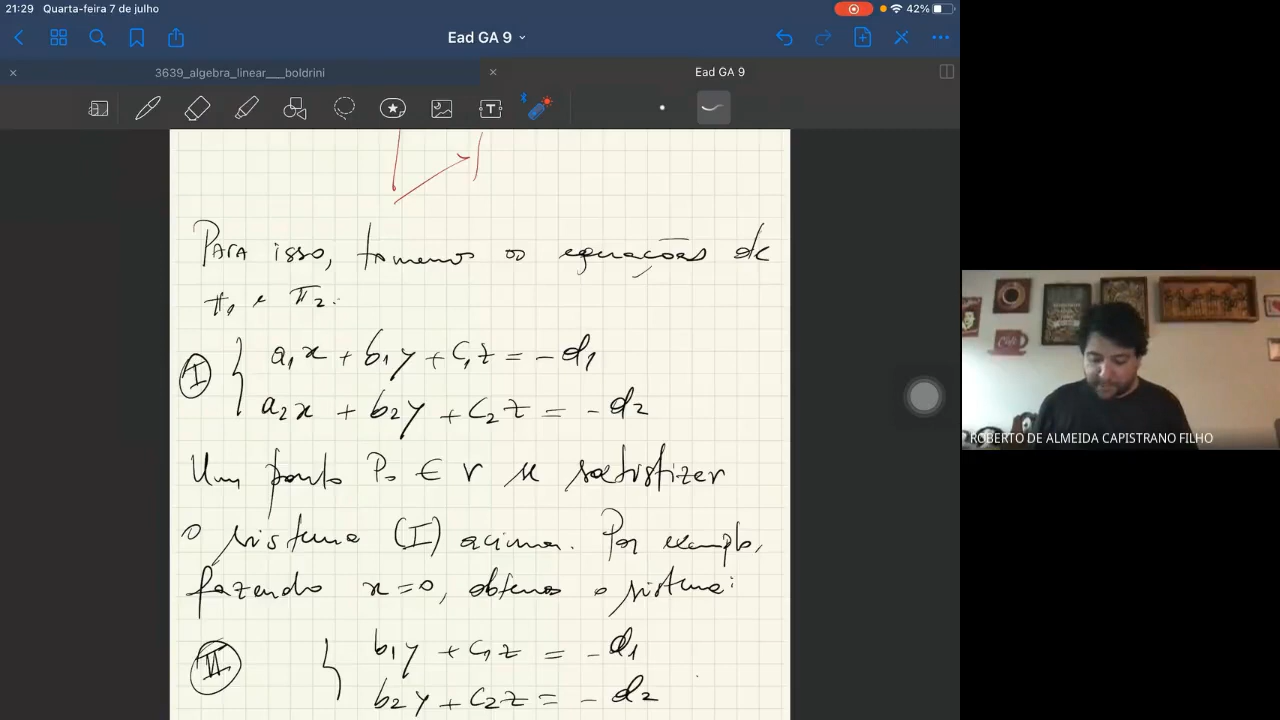 21:29 Quarta-feira 7 de julho
42%
Ead GA 9
3639_algebra_linear___boldrini
Ead GA 9
Para isso, tomemos as equações de
π₁ e π₂.
I { a₁x + b₁y + c₁z = -d₁
a₂x + b₂y + c₂z = -d₂
Um ponto P₀ ∈ r se satisfizer
o sistema (I) acima. Por exemplo,
fazendo x=0, obtemos o sistema:
II { b₁y + c₁z = -d₁
b₂y + c₂z = -d₂
ROBERTO DE ALMEIDA CAPISTRANO FILHO